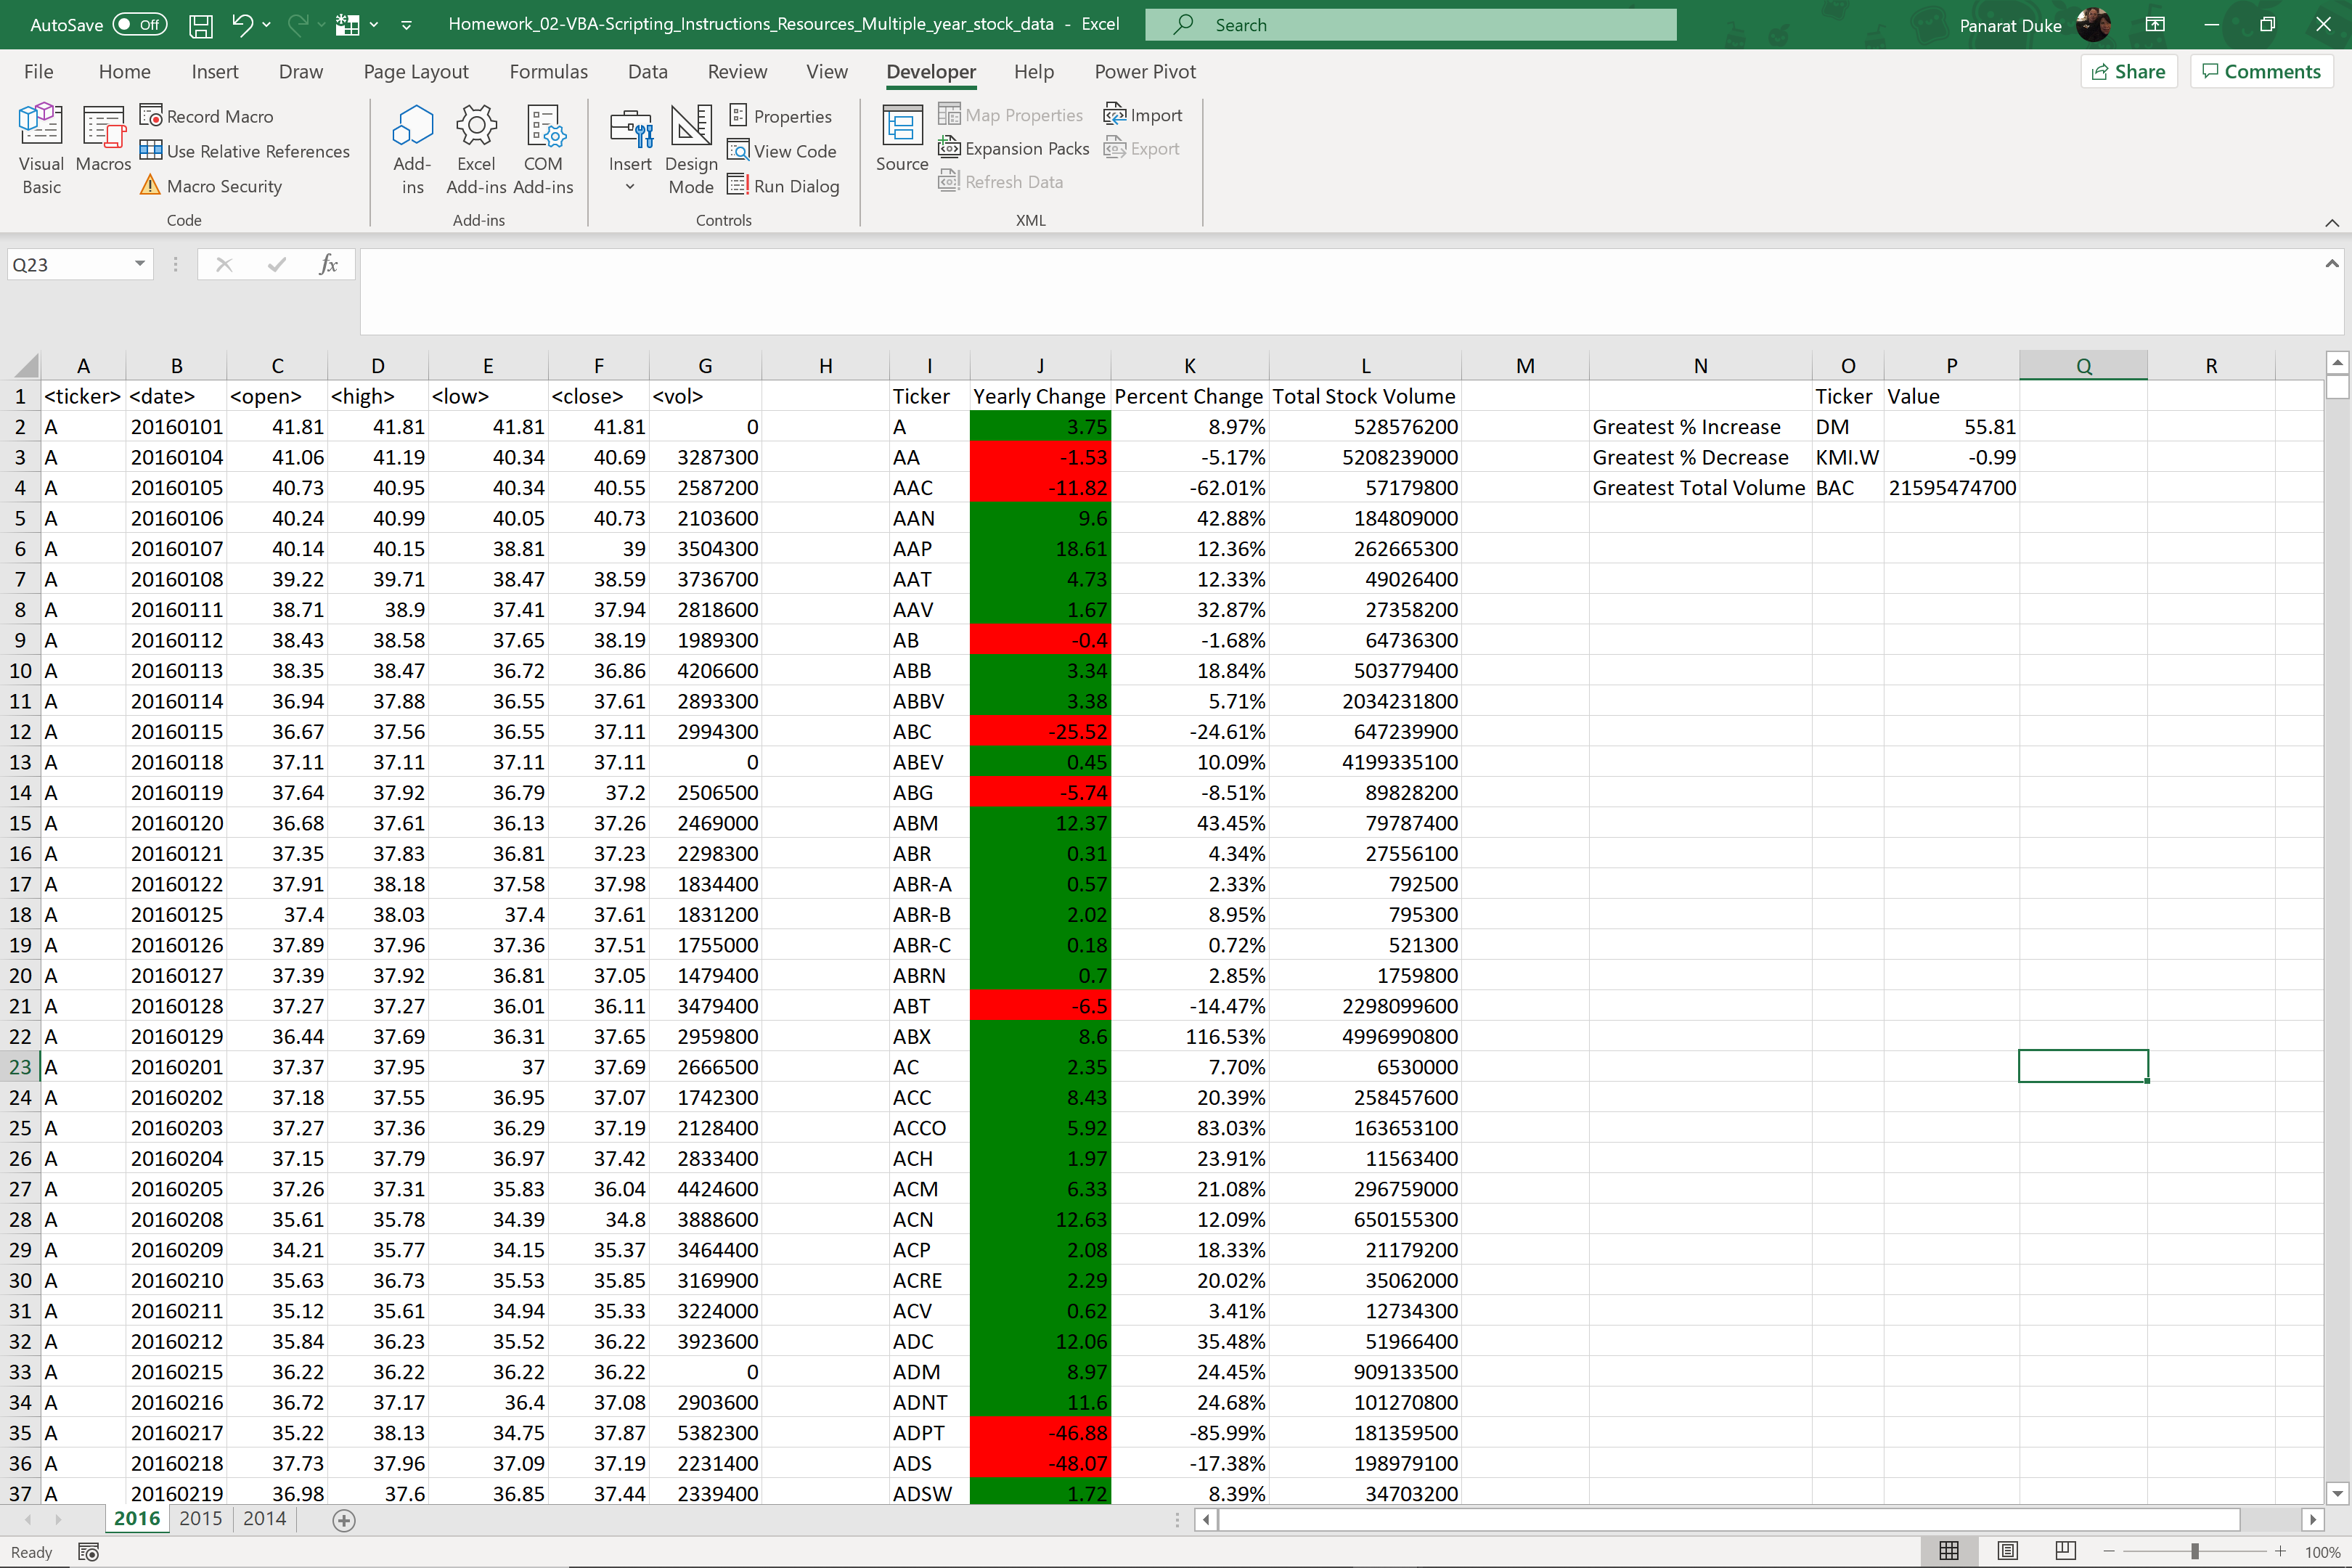 AutoSave Off Homework_02-VBA-Scripting_Instructions_Resources_Multiple_year_stock_data - Excel Search Panarat Duke
File Home Insert Draw Page Layout Formulas Data Review View Developer Help Power Pivot Share Comments
Visual Basic Macros Record Macro Use Relative References Macro Security
Code
Add-ins Excel Add-ins COM Add-ins
Add-ins
Insert Design Mode Properties View Code Run Dialog
Controls
Source Map Properties Expansion Packs Refresh Data Import Export
XML
Q23 fx
A B C D E F G H I J K L M N O P Q R
1 <ticker> <date> <open> <high> <low> <close> <vol> Ticker Yearly Change Percent Change Total Stock Volume Ticker Value
2 A 20160101 41.81 41.81 41.81 41.81 0 A 3.75 8.97% 528576200 Greatest % Increase DM 55.81
3 A 20160104 41.06 41.19 40.34 40.69 3287300 AA -1.53 -5.17% 5208239000 Greatest % Decrease KMI.W -0.99
4 A 20160105 40.73 40.95 40.34 40.55 2587200 AAC -11.82 -62.01% 57179800 Greatest Total Volume BAC 21595474700
5 A 20160106 40.24 40.99 40.05 40.73 2103600 AAN 9.6 42.88% 184809000
6 A 20160107 40.14 40.15 38.81 39 3504300 AAP 18.61 12.36% 262665300
7 A 20160108 39.22 39.71 38.47 38.59 3736700 AAT 4.73 12.33% 49026400
8 A 20160111 38.71 38.9 37.41 37.94 2818600 AAV 1.67 32.87% 27358200
9 A 20160112 38.43 38.58 37.65 38.19 1989300 AB -0.4 -1.68% 64736300
10 A 20160113 38.35 38.47 36.72 36.86 4206600 ABB 3.34 18.84% 503779400
11 A 20160114 36.94 37.88 36.55 37.61 2893300 ABBV 3.38 5.71% 2034231800
12 A 20160115 36.67 37.56 36.55 37.11 2994300 ABC -25.52 -24.61% 647239900
13 A 20160118 37.11 37.11 37.11 37.11 0 ABEV 0.45 10.09% 4199335100
14 A 20160119 37.64 37.92 36.79 37.2 2506500 ABG -5.74 -8.51% 89828200
15 A 20160120 36.68 37.61 36.13 37.26 2469000 ABM 12.37 43.45% 79787400
16 A 20160121 37.35 37.83 36.81 37.23 2298300 ABR 0.31 4.34% 27556100
17 A 20160122 37.91 38.18 37.58 37.98 1834400 ABR-A 0.57 2.33% 792500
18 A 20160125 37.4 38.03 37.4 37.61 1831200 ABR-B 2.02 8.95% 795300
19 A 20160126 37.89 37.96 37.36 37.51 1755000 ABR-C 0.18 0.72% 521300
20 A 20160127 37.39 37.92 36.81 37.05 1479400 ABRN 0.7 2.85% 1759800
21 A 20160128 37.27 37.27 36.01 36.11 3479400 ABT -6.5 -14.47% 2298099600
22 A 20160129 36.44 37.69 36.31 37.65 2959800 ABX 8.6 116.53% 4996990800
23 A 20160201 37.37 37.95 37 37.69 2666500 AC 2.35 7.70% 6530000
24 A 20160202 37.18 37.55 36.95 37.07 1742300 ACC 8.43 20.39% 258457600
25 A 20160203 37.27 37.36 36.29 37.19 2128400 ACCO 5.92 83.03% 163653100
26 A 20160204 37.15 37.79 36.97 37.42 2833400 ACH 1.97 23.91% 11563400
27 A 20160205 37.26 37.31 35.83 36.04 4424600 ACM 6.33 21.08% 296759000
28 A 20160208 35.61 35.78 34.39 34.8 3888600 ACN 12.63 12.09% 650155300
29 A 20160209 34.21 35.77 34.15 35.37 3464400 ACP 2.08 18.33% 21179200
30 A 20160210 35.63 36.73 35.53 35.85 3169900 ACRE 2.29 20.02% 35062000
31 A 20160211 35.12 35.61 34.94 35.33 3224000 ACV 0.62 3.41% 12734300
32 A 20160212 35.84 36.23 35.52 36.22 3923600 ADC 12.06 35.48% 51966400
33 A 20160215 36.22 36.22 36.22 36.22 0 ADM 8.97 24.45% 909133500
34 A 20160216 36.72 37.17 36.4 37.08 2903600 ADNT 11.6 24.68% 101270800
35 A 20160217 35.22 38.13 34.75 37.87 5382300 ADPT -46.88 -85.99% 181359500
36 A 20160218 37.73 37.96 37.09 37.19 2231400 ADS -48.07 -17.38% 198979100
37 A 20160219 36.98 37.6 36.85 37.44 2339400 ADSW 1.72 8.39% 34703200
2016 2015 2014
Ready 100%